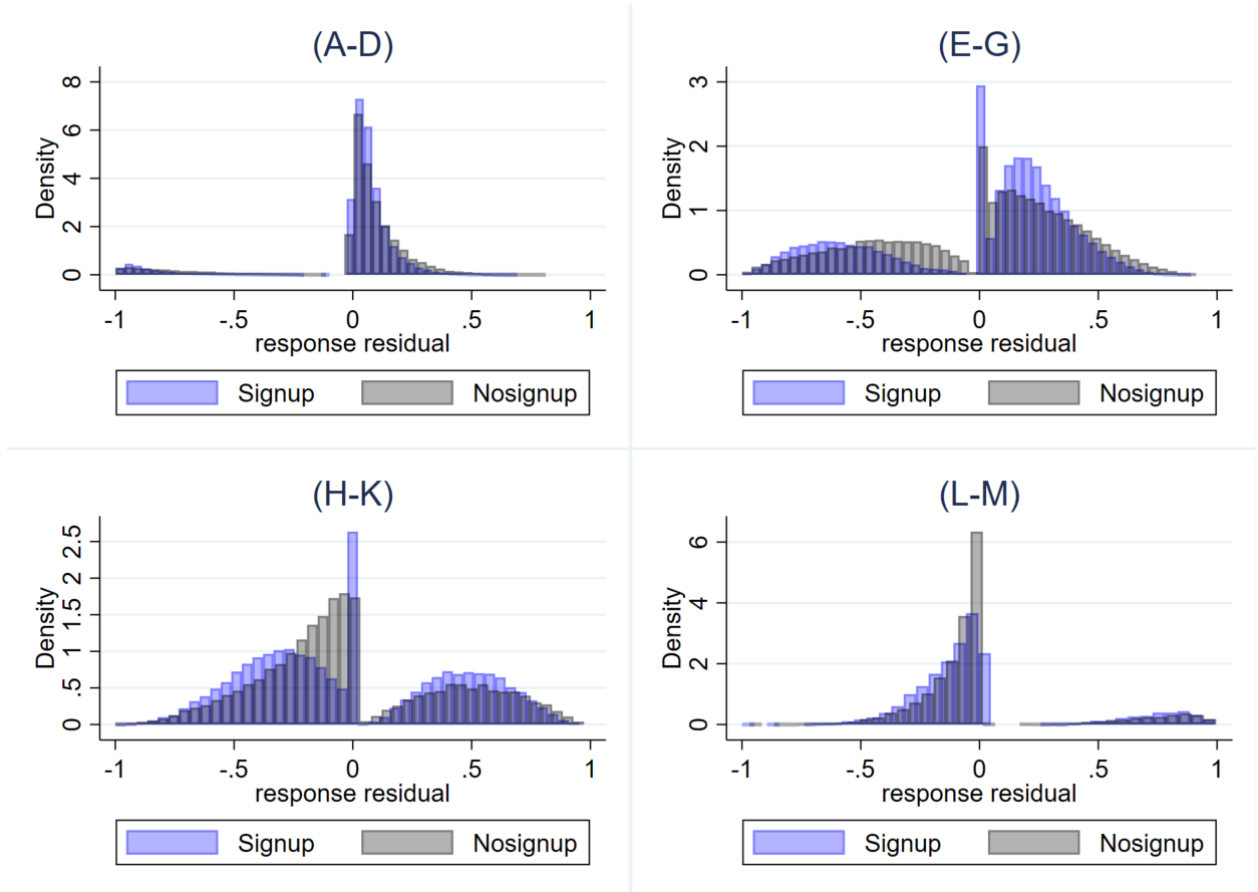 (A-D)
Density
8
6
4
2
0
-1 -.5 0 .5 1
response residual
Signup Nosignup
(E-G)
Density
3
2
1
0
-1 -.5 0 .5 1
response residual
Signup Nosignup
(H-K)
Density
2.5
2
1.5
1
.5
0
-1 -.5 0 .5 1
response residual
Signup Nosignup
(L-M)
Density
6
4
2
0
-1 -.5 0 .5 1
response residual
Signup Nosignup